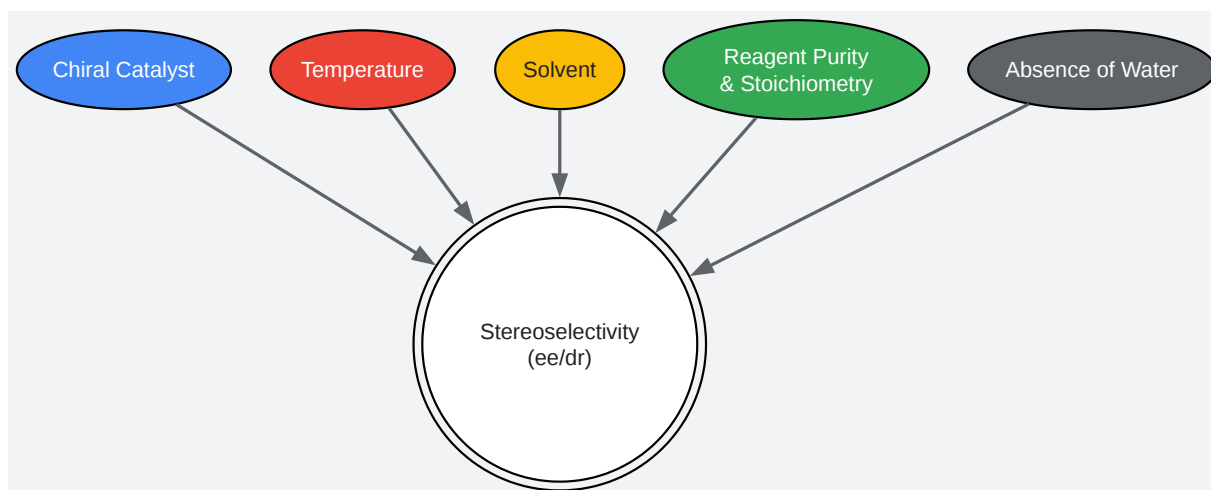 Chiral Catalyst
Temperature
Solvent
Reagent Purity
& Stoichiometry
Absence of Water
Stereoselectivity
(ee/dr)